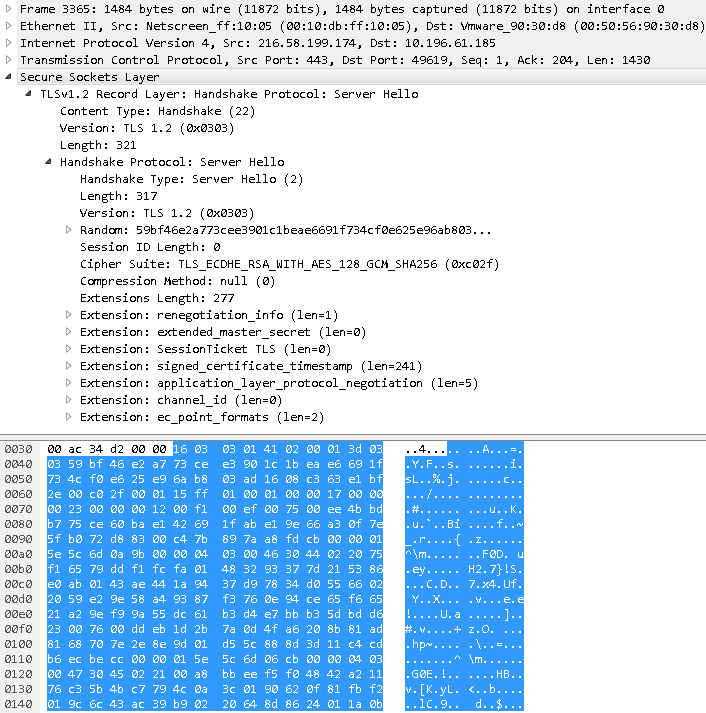 Frame 3365: 1484 bytes on wire (11872 bits), 1484 bytes captured (11872 bits) on interface 0
Ethernet II, Src: Netscreen_ff:10:05 (00:10:db:ff:10:05), Dst: Vmware_90:30:d8 (00:50:56:90:30:d8)
Internet Protocol Version 4, Src: 216.58.199.174, Dst: 10.196.61.185
Transmission Control Protocol, Src Port: 443, Dst Port: 49619, Seq: 1, Ack: 204, Len: 1430
Secure Sockets Layer
TLSv1.2 Record Layer: Handshake Protocol: Server Hello
Content Type: Handshake (22)
Version: TLS 1.2 (0x0303)
Length: 321
Handshake Protocol: Server Hello
Handshake Type: Server Hello (2)
Length: 317
Version: TLS 1.2 (0x0303)
Random: 59bf46e2a773cee3901c1beae6691f734cf0e625e96ab803...
Session ID Length: 0
Cipher Suite: TLS_ECDHE_RSA_WITH_AES_128_GCM_SHA256 (0xc02f)
Compression Method: null (0)
Extensions Length: 277
Extension: renegotiation_info (len=1)
Extension: extended_master_secret (len=0)
Extension: SessionTicket TLS (len=0)
Extension: signed_certificate_timestamp (len=241)
Extension: application_layer_protocol_negotiation (len=5)
Extension: channel_id (len=0)
Extension: ec_point_formats (len=2)
0030 00 ac 34 d2 00 00 16 03 03 01 41 02 00 01 3d 03 ..4..... ..A...=.
0040 03 59 bf 46 e2 a7 73 ce e3 90 1c 1b ea e6 69 1f .Y.F..s. ......i.
0050 73 4c f0 e6 25 e9 6a b8 03 ad 16 08 c3 63 e1 bf sL..%.j. .....c..
0060 2e 00 c0 2f 00 01 15 ff 01 00 01 00 00 17 00 00 .../.... ........
0070 00 23 00 00 00 12 00 f1 00 ef 00 75 00 ee 4b bd .#...... ...u..K.
0080 b7 75 ce 60 ba e1 42 69 1f ab e1 9e 66 a3 0f 7e .u.`..Bi ....f..~
0090 5f b0 72 d8 83 00 c4 7b 89 7a a8 fd cb 00 00 01 _.r....{ .z......
00a0 5e 5c 6d 0a 9b 00 00 04 03 00 46 30 44 02 20 75 ^\m..... ..F0D. u
00b0 f1 65 79 dd f1 fc fa 01 48 32 93 37 7d 21 53 86 .ey..... H2.7}!S.
00c0 e0 ab 01 43 ae 44 1a 94 37 d9 78 34 d0 55 66 02 ...C.D.. 7.x4.Uf.
00d0 20 59 e2 9e 58 a4 93 87 f3 76 0e 94 ce 65 f6 65 Y..X... .v...e.e
00e0 21 a2 9e f9 9a 55 dc 61 b3 d4 e7 bb b3 5d bd d6 !....U.a .....]..
00f0 23 00 76 00 dd eb 1d 2b 7a 0d 4f a6 20 8b 81 ad #.v....+ z.O. ...
0100 81 68 70 7e 2e 8e 9d 01 d5 5c 88 8d 3d 11 c4 cd .hp~.... .\..=...
0110 b6 ec be cc 00 00 01 5e 5c 6d 06 cb 00 00 04 03 .......^ \m......
0120 00 47 30 45 02 21 00 a8 bb ee f5 f0 48 42 a2 11 .G0E.!.. ....HB..
0130 76 c3 5b 4b c7 79 4c 0a 3c 01 90 62 0f 81 fb f2 v.[K.yL. <..b....
0140 01 9c 6c 43 ac 39 b9 02 20 64 8d 86 24 01 1a 0b ..lC.9.. d..$...